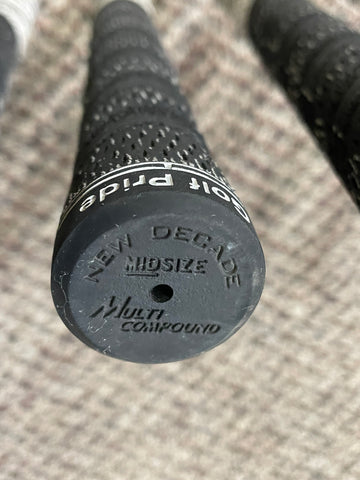 Golf Pride
NEW DECADE
MIDSIZE
MULTI
COMPOUND